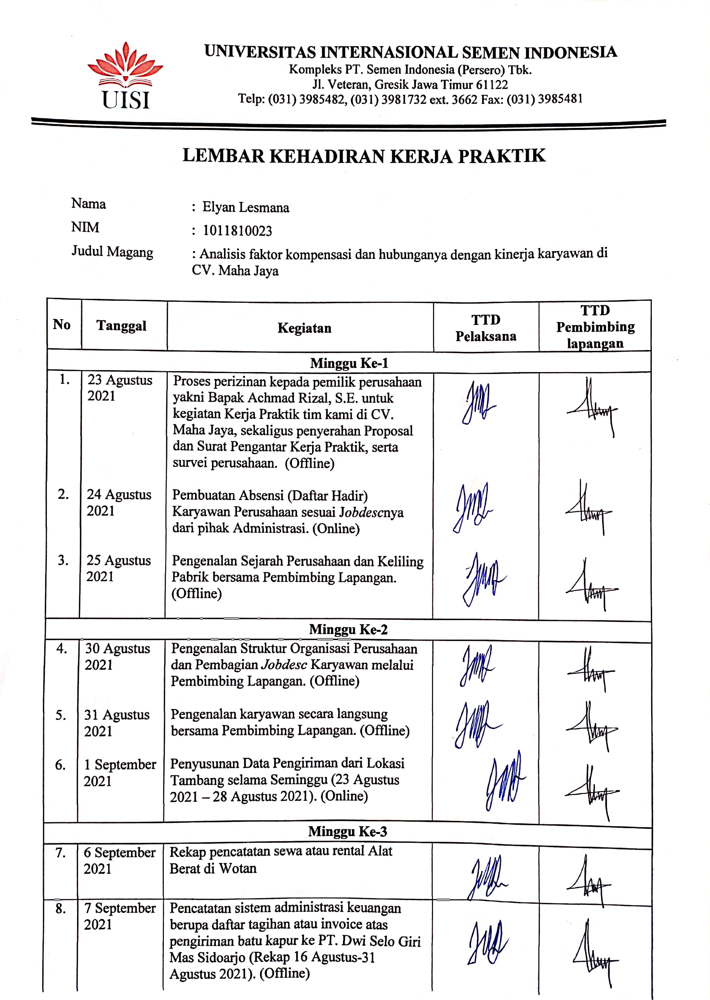 UISI
UNIVERSITAS INTERNASIONAL SEMEN INDONESIA
Kompleks PT. Semen Indonesia (Persero) Tbk.
Jl. Veteran, Gresik Jawa Timur 61122
Telp: (031) 3985482, (031) 3981732 ext. 3662 Fax: (031) 3985481
LEMBAR KEHADIRAN KERJA PRAKTIK
Nama : Elyan Lesmana
NIM : 1011810023
Judul Magang : Analisis faktor kompensasi dan hubunganya dengan kinerja karyawan di
CV. Maha Jaya
No
Tanggal
Kegiatan
TTD
Pelaksana
TTD
Pembimbing
lapangan
Minggu Ke-1
1.
23 Agustus
2021
Proses perizinan kepada pemilik perusahaan
yakni Bapak Achmad Rizal, S.E. untuk
kegiatan Kerja Praktik tim kami di CV.
Maha Jaya, sekaligus penyerahan Proposal
dan Surat Pengantar Kerja Praktik, serta
survei perusahaan. (Offline)
2.
24 Agustus
2021
Pembuatan Absensi (Daftar Hadir)
Karyawan Perusahaan sesuai Jobdescnya
dari pihak Administrasi. (Online)
3.
25 Agustus
2021
Pengenalan Sejarah Perusahaan dan Keliling
Pabrik bersama Pembimbing Lapangan.
(Offline)
Minggu Ke-2
4.
30 Agustus
2021
Pengenalan Struktur Organisasi Perusahaan
dan Pembagian Jobdesc Karyawan melalui
Pembimbing Lapangan. (Offline)
5.
31 Agustus
2021
Pengenalan karyawan secara langsung
bersama Pembimbing Lapangan. (Offline)
6.
1 September
2021
Penyusunan Data Pengiriman dari Lokasi
Tambang selama Seminggu (23 Agustus
2021 – 28 Agustus 2021). (Online)
Minggu Ke-3
7.
6 September
2021
Rekap pencatatan sewa atau rental Alat
Berat di Wotan
8.
7 September
2021
Pencatatan sistem administrasi keuangan
berupa daftar tagihan atau invoice atas
pengiriman batu kapur ke PT. Dwi Selo Giri
Mas Sidoarjo (Rekap 16 Agustus-31
Agustus 2021). (Offline)